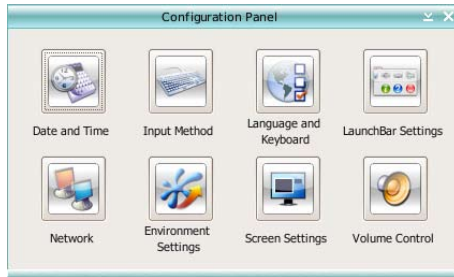 Configuration Panel
Date and Time
Input Method
Language and
Keyboard
LaunchBar Settings
Network
Environment
Settings
Screen Settings
Volume Control